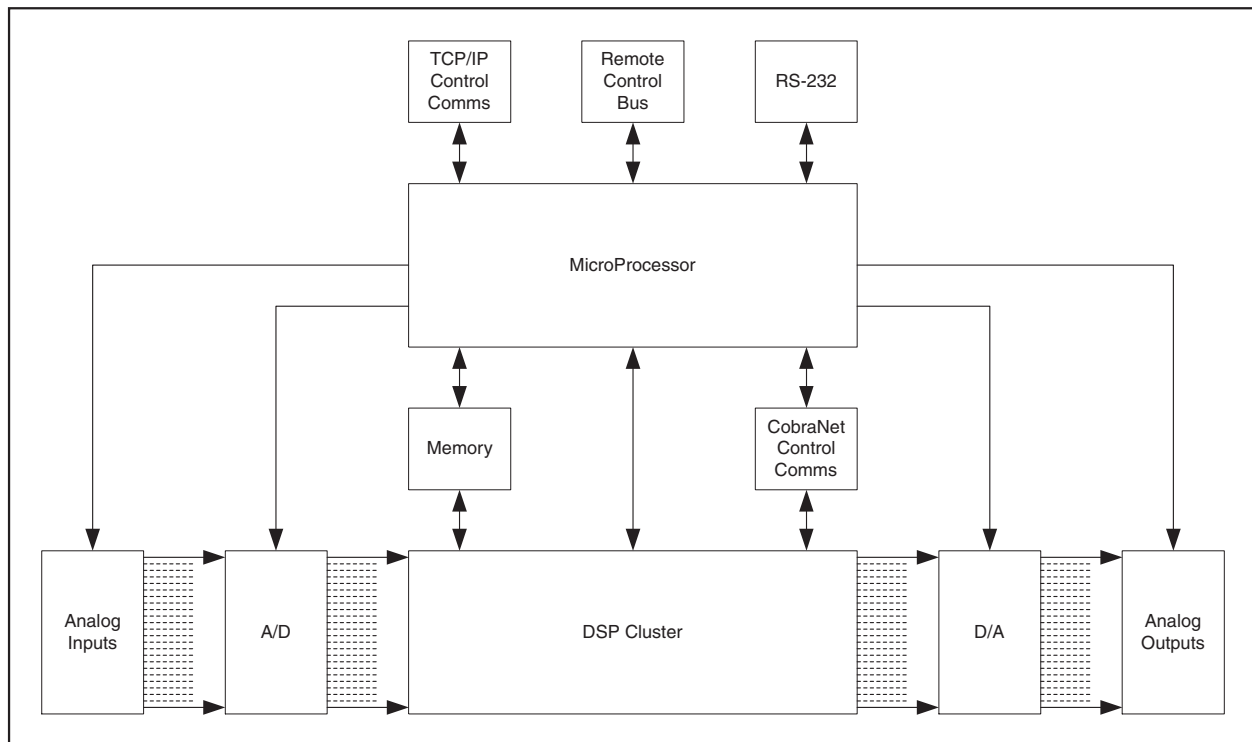 TCP/IP
Control
Comms
Remote
Control
Bus
RS-232
MicroProcessor
Memory
CobraNet
Control
Comms
Analog
Inputs
A/D
DSP Cluster
D/A
Analog
Outputs